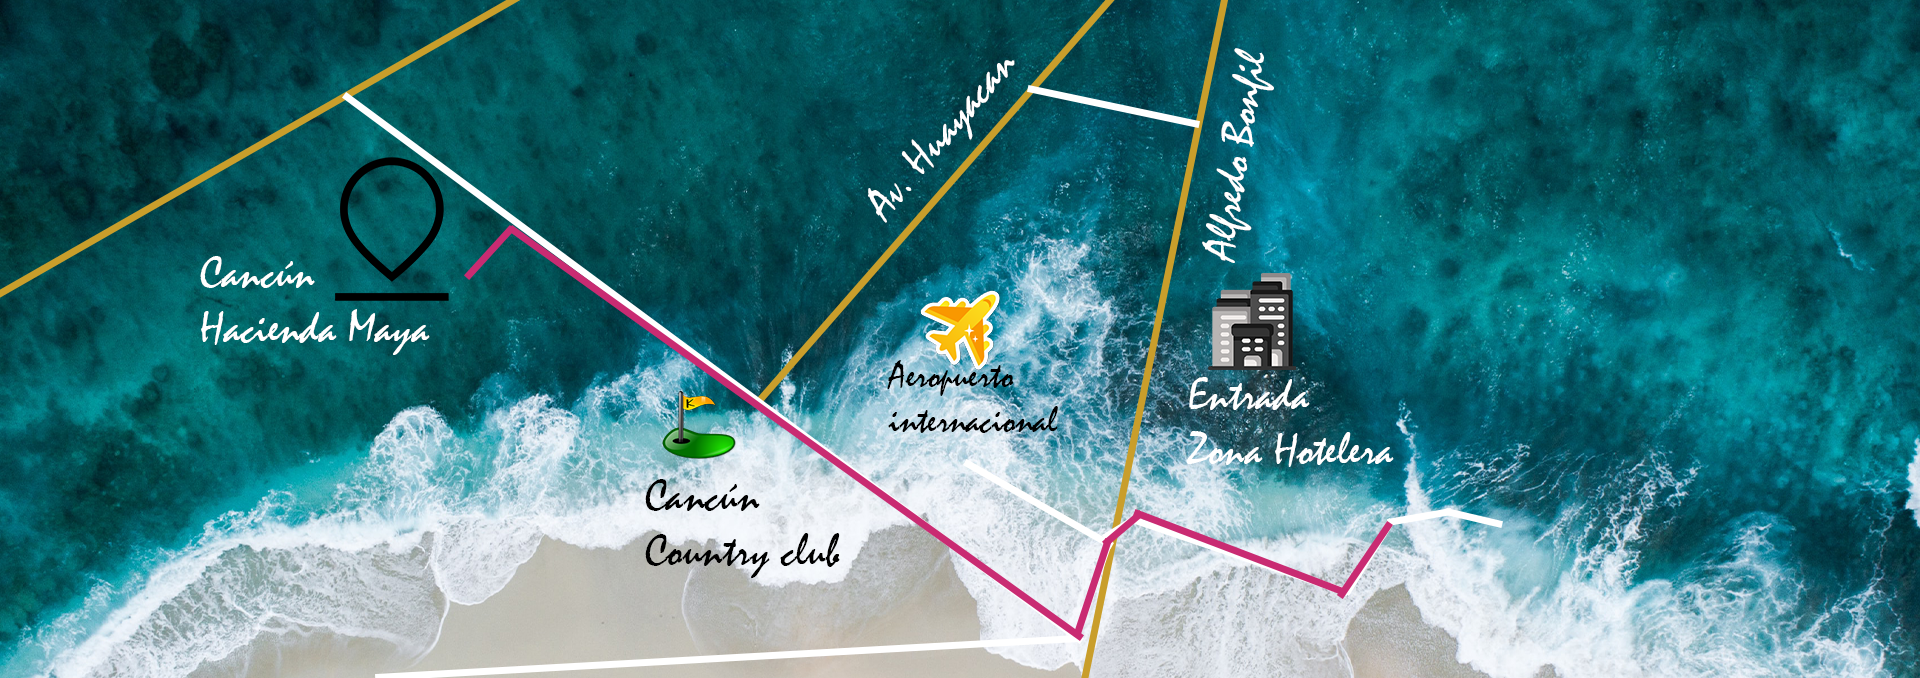 Av. Huayacan
Alfredo Bonfil
Cancún
Hacienda Maya
K
Aeropuerto
internacional
Entrada
Zona Hotelera
Cancún
Country club